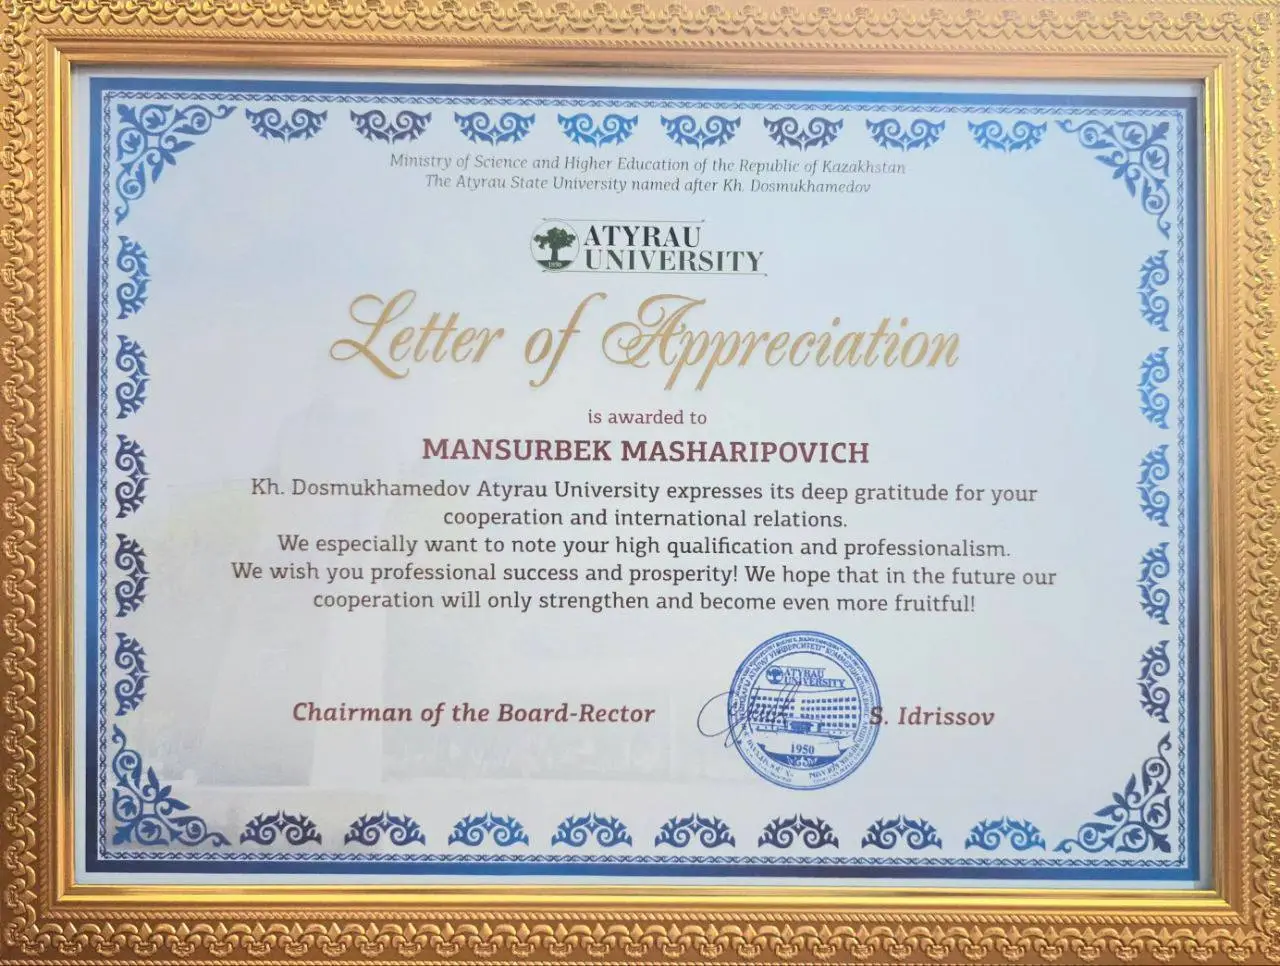 Ministry of Science and Higher Education of the Republic of Kazakhstan
The Atyrau State University named after Kh. Dosmukhamedov
ATYRAU
UNIVERSITY
1950
Letter of Appreciation
is awarded to
MANSURBEK MASHARIPOVICH
Kh. Dosmukhamedov Atyrau University expresses its deep gratitude for your
cooperation and international relations.
We especially want to note your high qualification and professionalism.
We wish you professional success and prosperity! We hope that in the future our
cooperation will only strengthen and become even more fruitful!
Chairman of the Board-Rector
S. Idrissov
ATYRAU
UNIVERSITY
1950